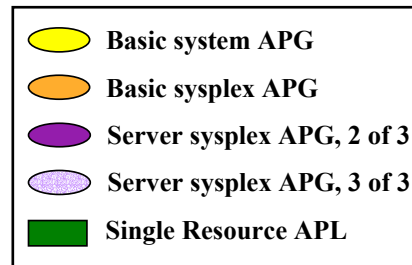 Basic system APG
Basic sysplex APG
Server sysplex APG, 2 of 3
Server sysplex APG, 3 of 3
Single Resource APL